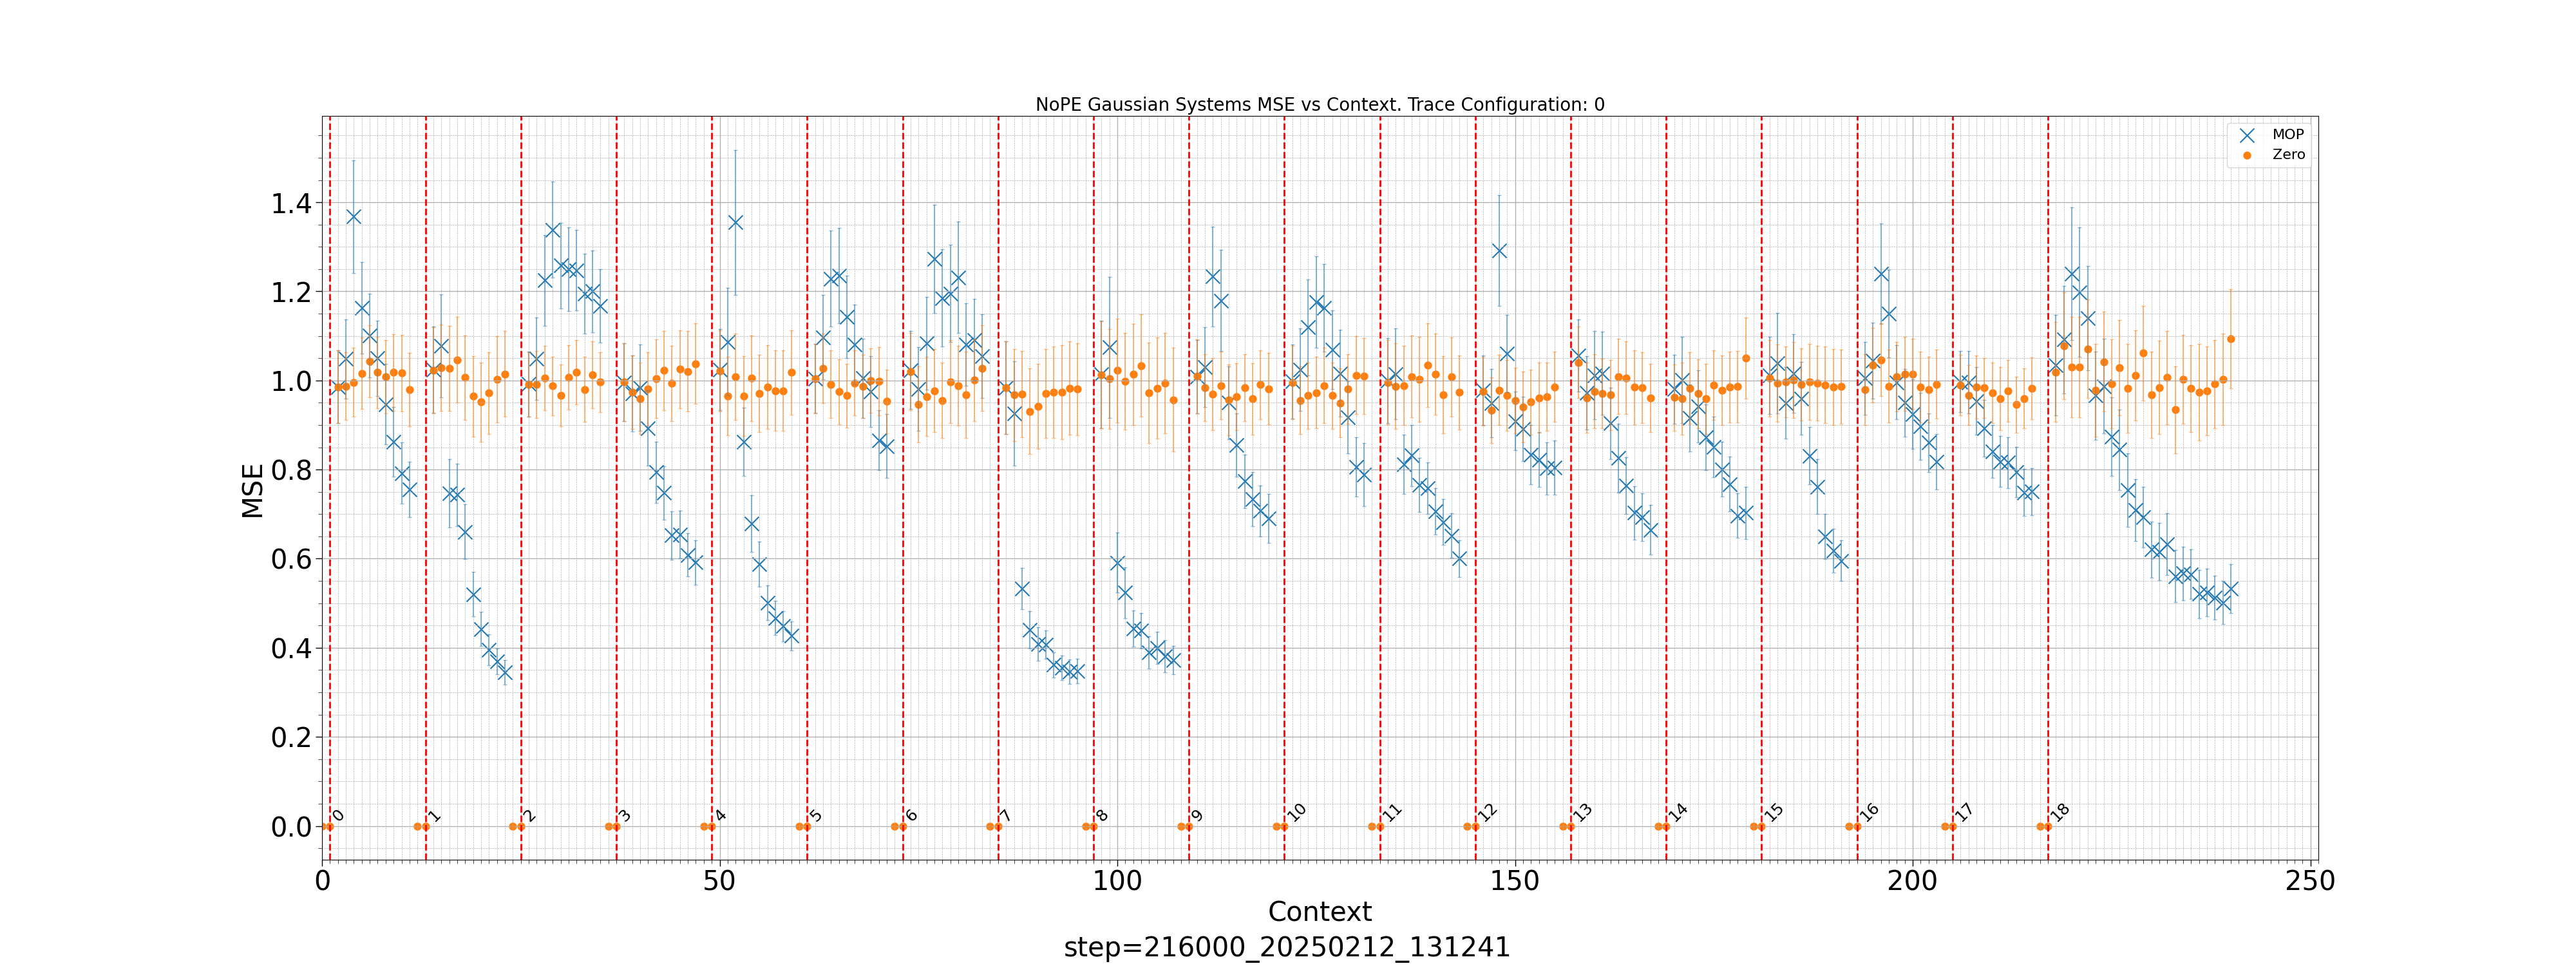 NoPE Gaussian Systems MSE vs Context. Trace Configuration: 0
MOP
Zero
MSE
1.4
1.2
1.0
0.8
0.6
0.4
0.2
0.0
0 1 2 3 4 5 6 7 8 9 10 11 12 13 14 15 16 17 18
0 50 100 150 200 250
Context
step=216000_20250212_131241